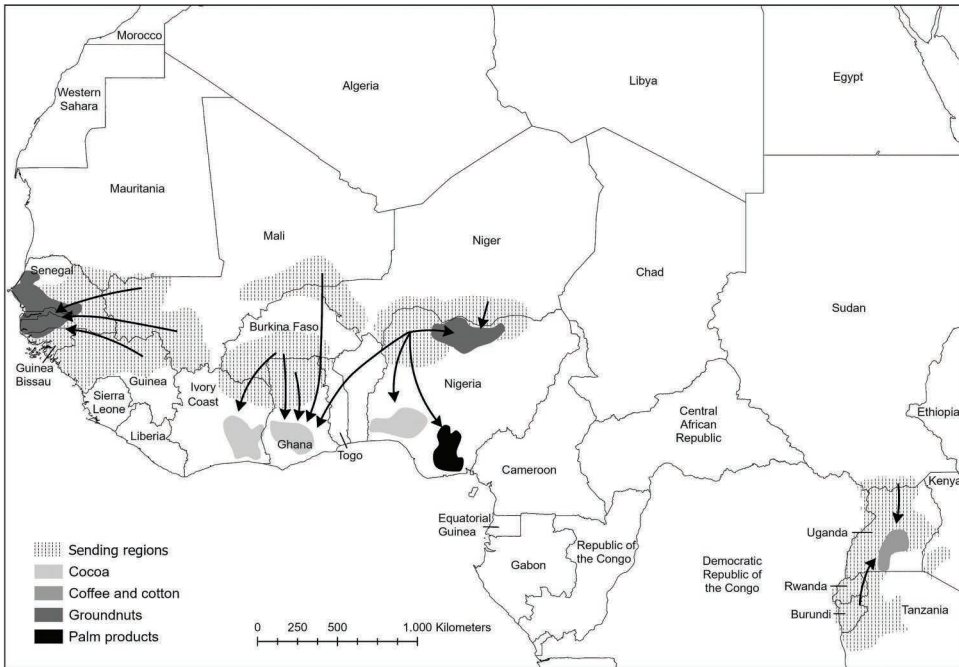 Morocco
Western
Sahara
Algeria
Libya
Egypt
Mauritania
Mali
Niger
Chad
Sudan
Senegal
Burkina Faso
Guinea
Bissau
Guinea
Ivory
Coast
Nigeria
Sierra
Leone
Liberia
Ghana
Togo
Central
African
Republic
Ethiopia
Cameroon
Kenya
Equatorial
Guinea
Republic of
the Congo
Gabon
Uganda
Democratic
Republic of
the Congo
Rwanda
Burundi
Tanzania
Sending regions
Cocoa
Coffee and cotton
Groundnuts
Palm products
0 250 500 1.000 Kilometers